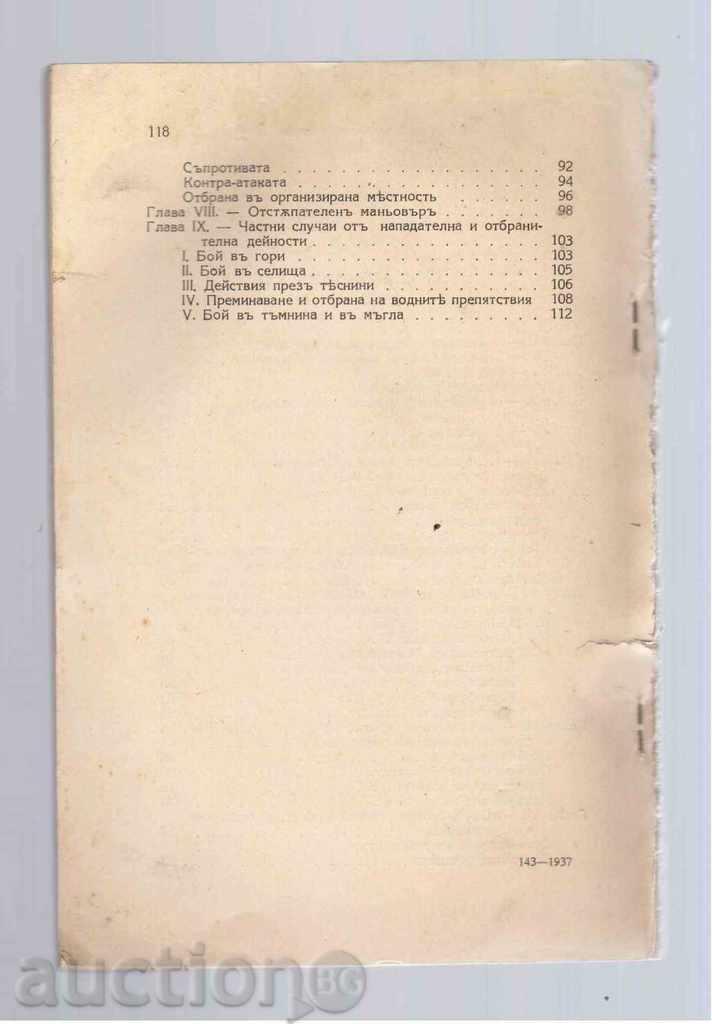 118
Съпротивата . . . . . . . . . . . . . . . . . . 92
Контра-атаката . . . . . . . . . . . . . . . . . 94
Отбрана въ организирана мѣстность . . . . . . 96
Глава VIII. — Отстѫпателенъ маньовъръ . . . . . . . 98
Глава IX. — Частни случаи отъ нападателна и отбрани-
телна дейности . . . . . . . . . . . . . . . 103
I. Бой въ гори . . . . . . . . . . . . . . . . 103
II. Бой въ селища . . . . . . . . . . . . . . . 105
III. Действия презъ тѣснини . . . . . . . . . . . 106
IV. Преминаване и отбрана на воднитѣ препятствия 108
V. Бой въ тъмнина и въ мъгла . . . . . . . . . 112
143—1937
auction BG